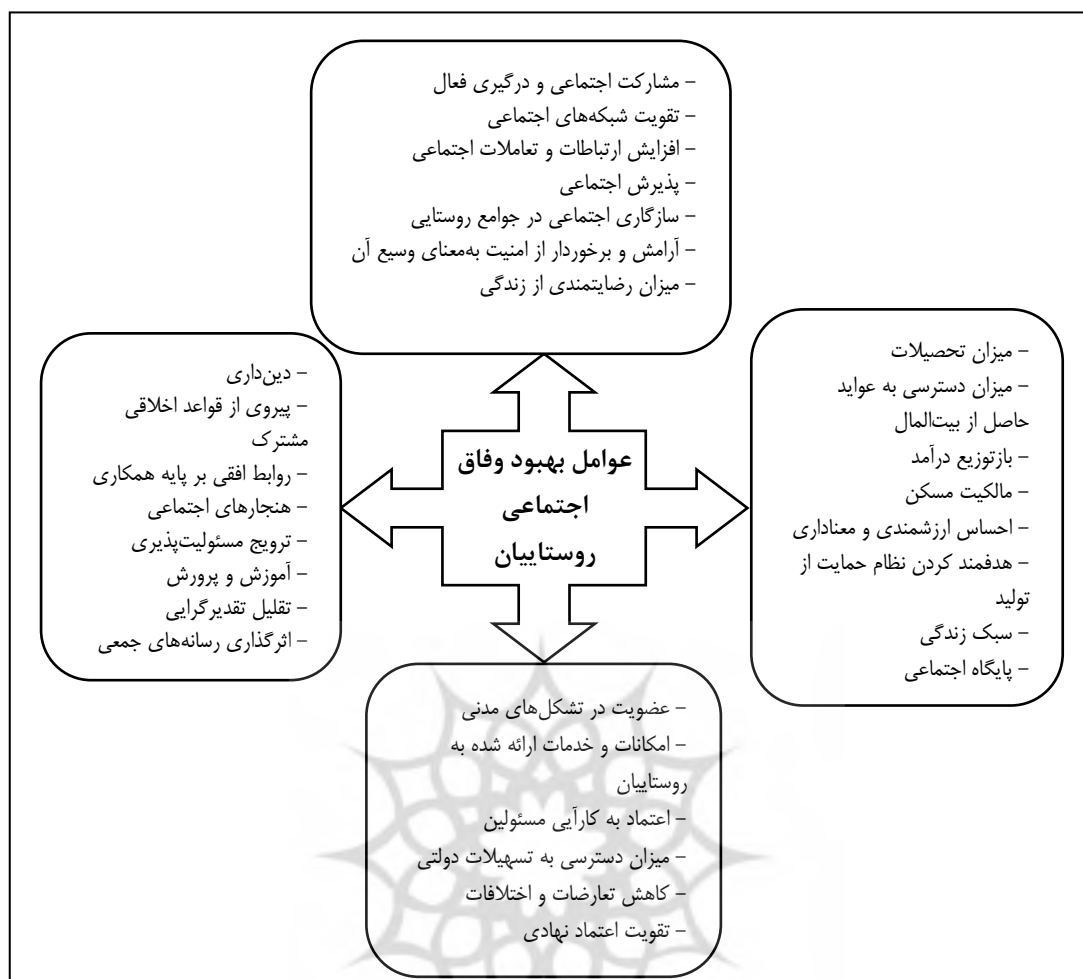 – مشارکت اجتماعی و درگیری فعال
– تقویت شبکه‌های اجتماعی
– افزایش ارتباطات و تعاملات اجتماعی
– پذیرش اجتماعی
– سازگاری اجتماعی در جوامع روستایی
– آرامش و برخوردار از امنیت به‌معنای وسیع آن
– میزان رضایتمندی از زندگی
– میزان تحصیلات
– میزان دسترسی به عواید
حاصل از بیت‌المال
– بازتوزیع درآمد
– مالکیت مسکن
– احساس ارزشمندی و معناداری
– هدفمند کردن نظام حمایت از
تولید
– سبک زندگی
– پایگاه اجتماعی
عوامل بهبود وفاق
اجتماعی
روستاییان
– دین‌داری
– پیروی از قواعد اخلاقی
مشترک
– روابط افقی بر پایه همکاری
– هنجارهای اجتماعی
– ترویج مسئولیت‌پذیری
– آموزش و پرورش
– تقلیل تقدیرگرایی
– اثرگذاری رسانه‌های جمعی
– عضویت در تشکل‌های مدنی
– امکانات و خدمات ارائه شده به
روستاییان
– اعتماد به کارآیی مسئولین
– میزان دسترسی به تسهیلات دولتی
– کاهش تعارضات و اختلافات
– تقویت اعتماد نهادی